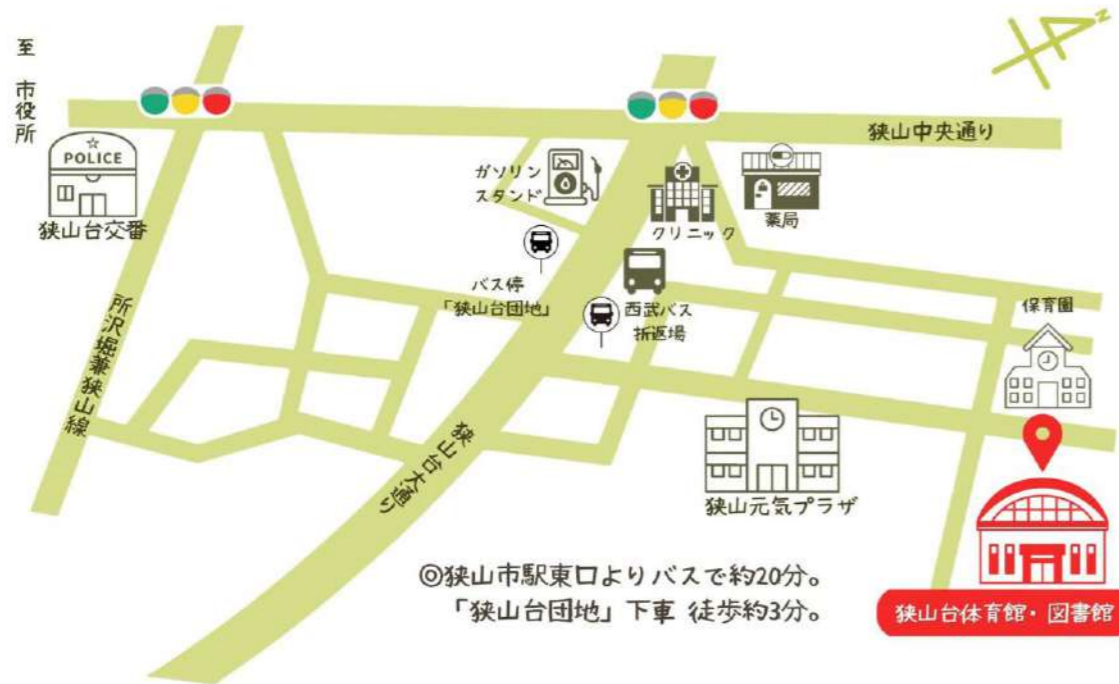 至 市役所
N
狭山中央通り
POLICE
狭山台交番
ガソリン
スタンド
クリニック
薬局
バス停
「狭山台団地」
西武バス
折返場
保育園
所沢堀兼狭山線
狭山台大通り
狭山元気プラザ
◎狭山市駅東口よりバスで約20分。
「狭山台団地」下車 徒歩約3分。
狭山台体育館・図書館